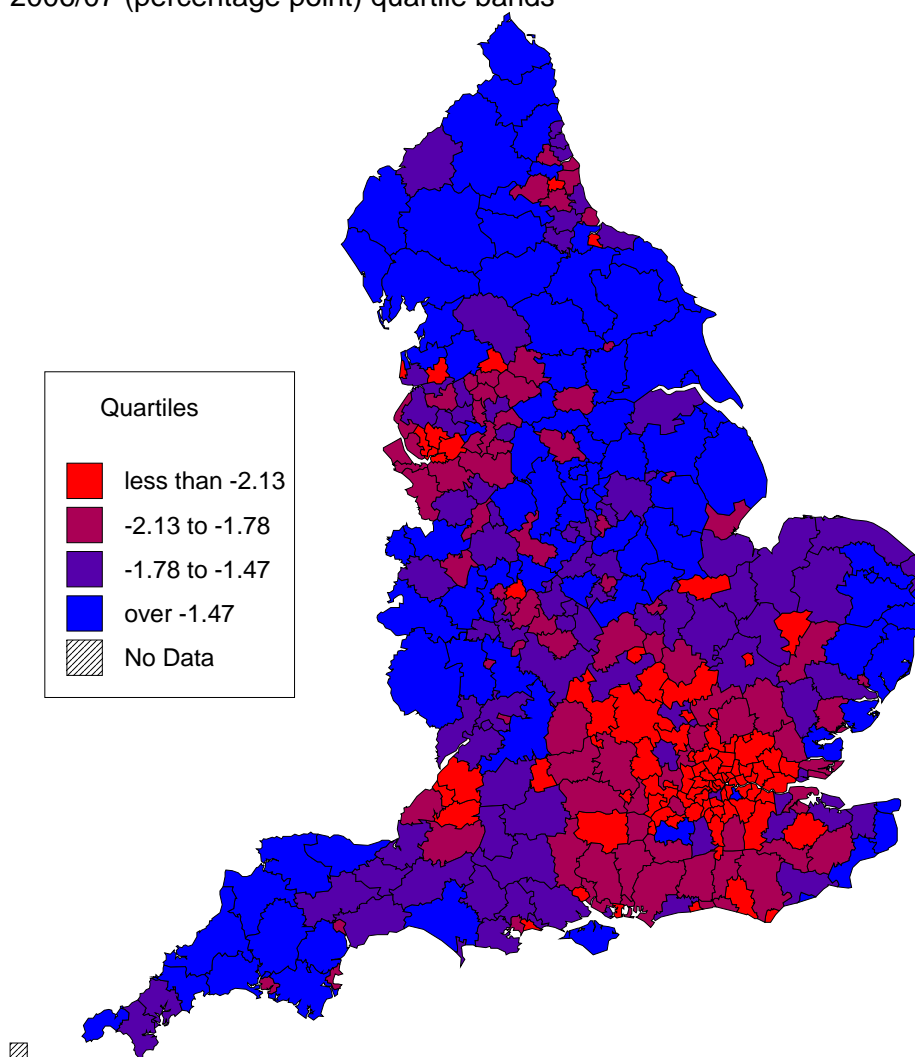 2006/07 (percentage point) quartile bands
Quartiles
less than -2.13
-2.13 to -1.78
-1.78 to -1.47
over -1.47
No Data